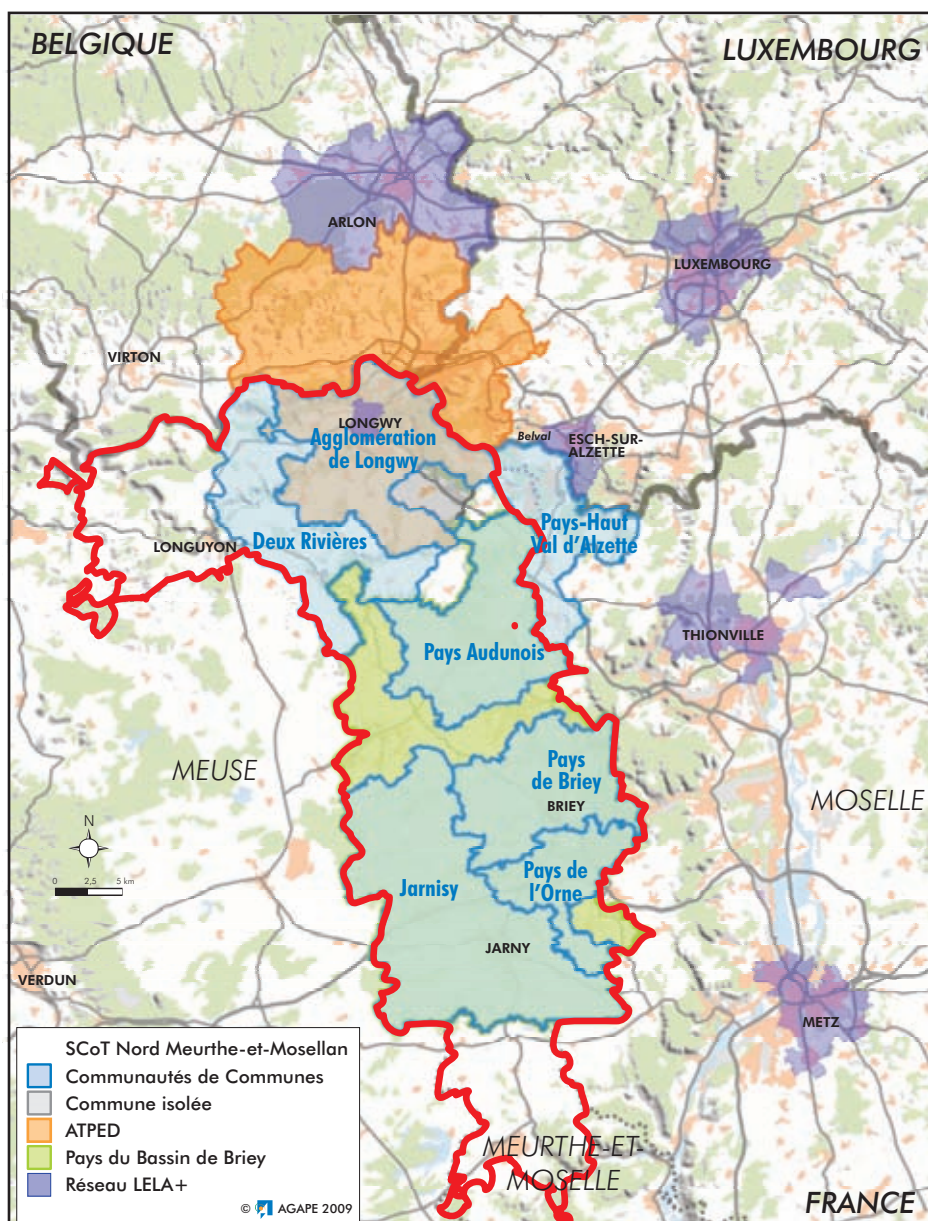 BELGIQUE
LUXEMBOURG
ARLON
LUXEMBOURG
VIRTON
LONGWY
Agglomération
de Longwy
Belval
ESCH-SUR-
ALZETTE
LONGUYON
Deux Rivières
Pays-Haut
Val d'Alzette
THIONVILLE
Pays Audunois
MEUSE
Pays
de Briey
BRIEY
MOSELLE
N
0 2,5 5 km
Jarnisy
Pays de
l'Orne
JARNY
VERDUN
METZ
SCoT Nord Meurthe-et-Mosellan
Communautés de Communes
Commune isolée
ATPED
Pays du Bassin de Briey
Réseau LELA+
© AGAPE 2009
MEURTHE-ET-
MOSELLE
FRANCE